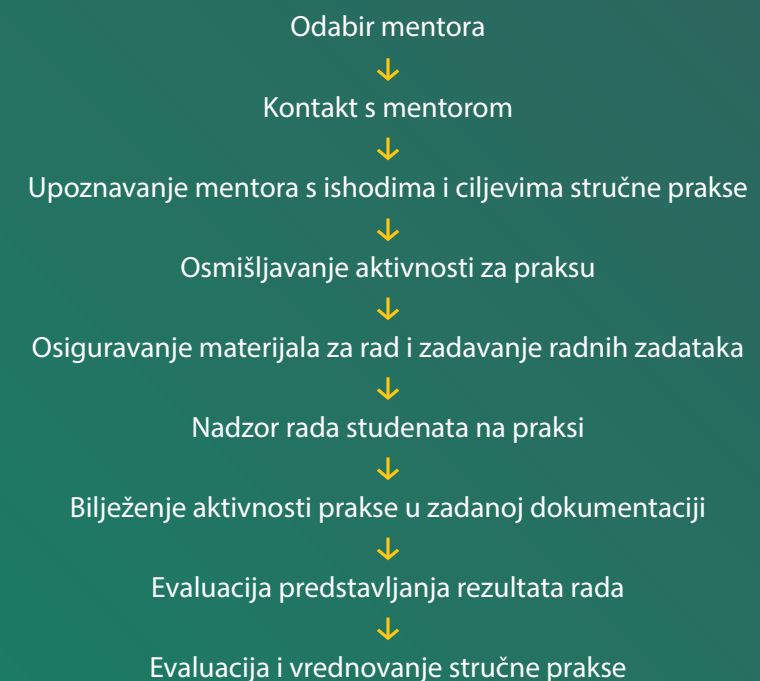 Odabir mentora
↓
Kontakt s mentorom
↓
Upoznavanje mentora s ishodima i ciljevima stručne prakse
↓
Osmišljavanje aktivnosti za praksu
↓
Osiguravanje materijala za rad i zadavanje radnih zadataka
↓
Nadzor rada studenata na praksi
↓
Bilježenje aktivnosti prakse u zadanoj dokumentaciji
↓
Evaluacija predstavljanja rezultata rada
↓
Evaluacija i vrednovanje stručne prakse